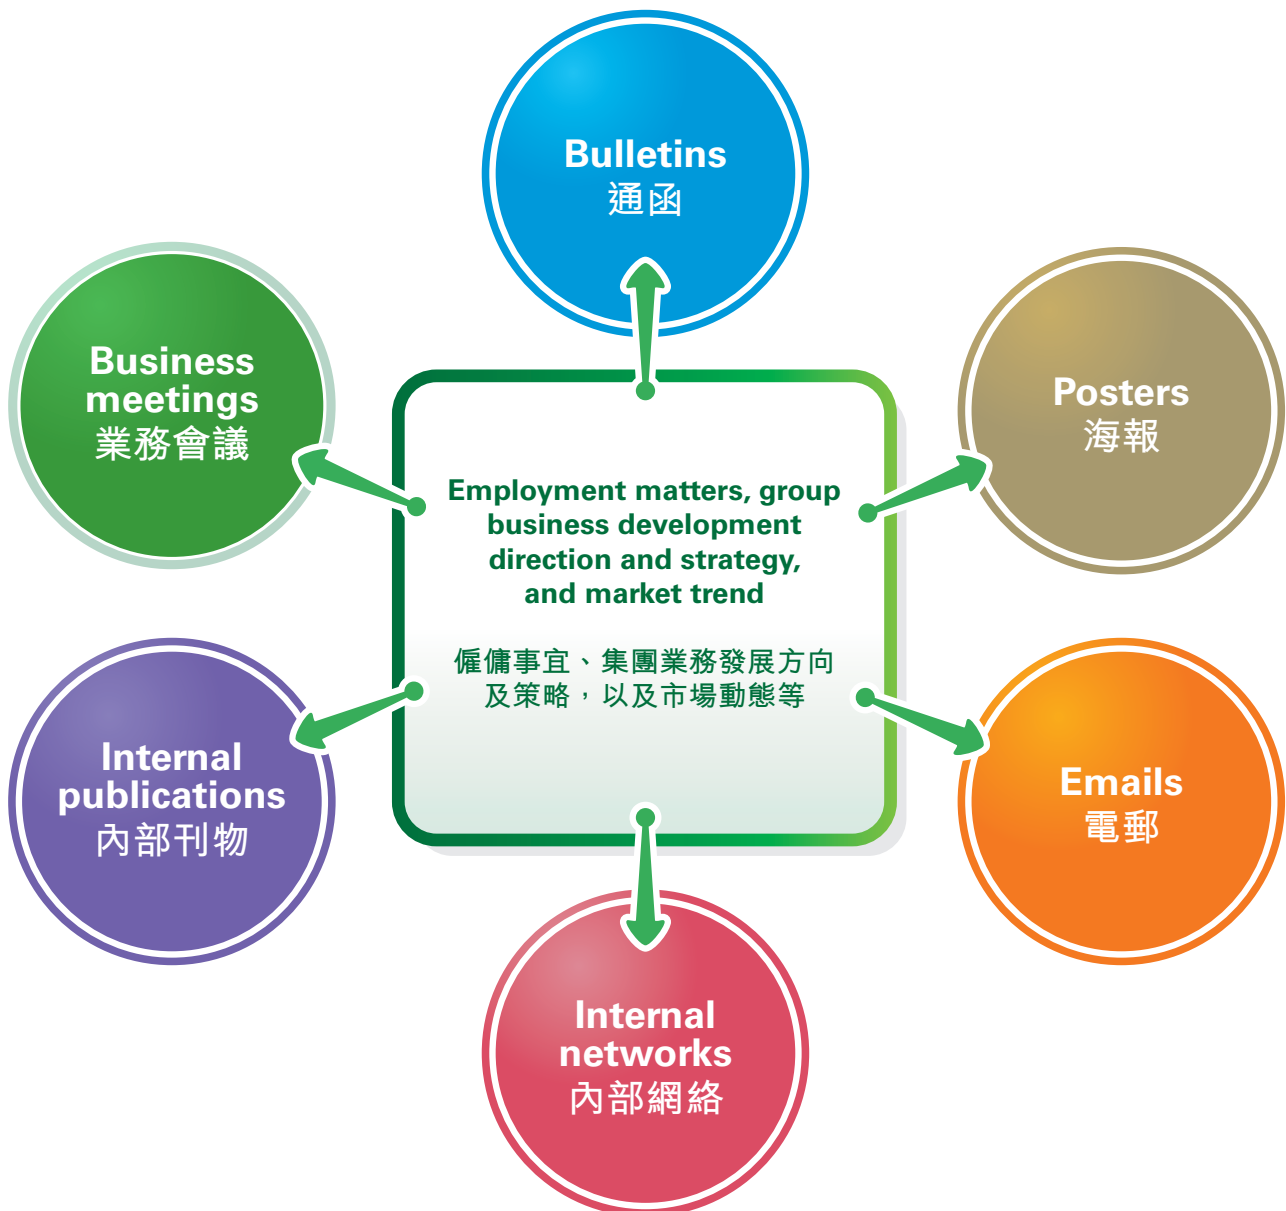 Bulletins
通函
Business
meetings
業務會議
Posters
海報
Employment matters, group
business development
direction and strategy,
and market trend
僱傭事宜、集團業務發展方向
及策略，以及市場動態等
Internal
publications
內部刊物
Emails
電郵
Internal
networks
內部網絡